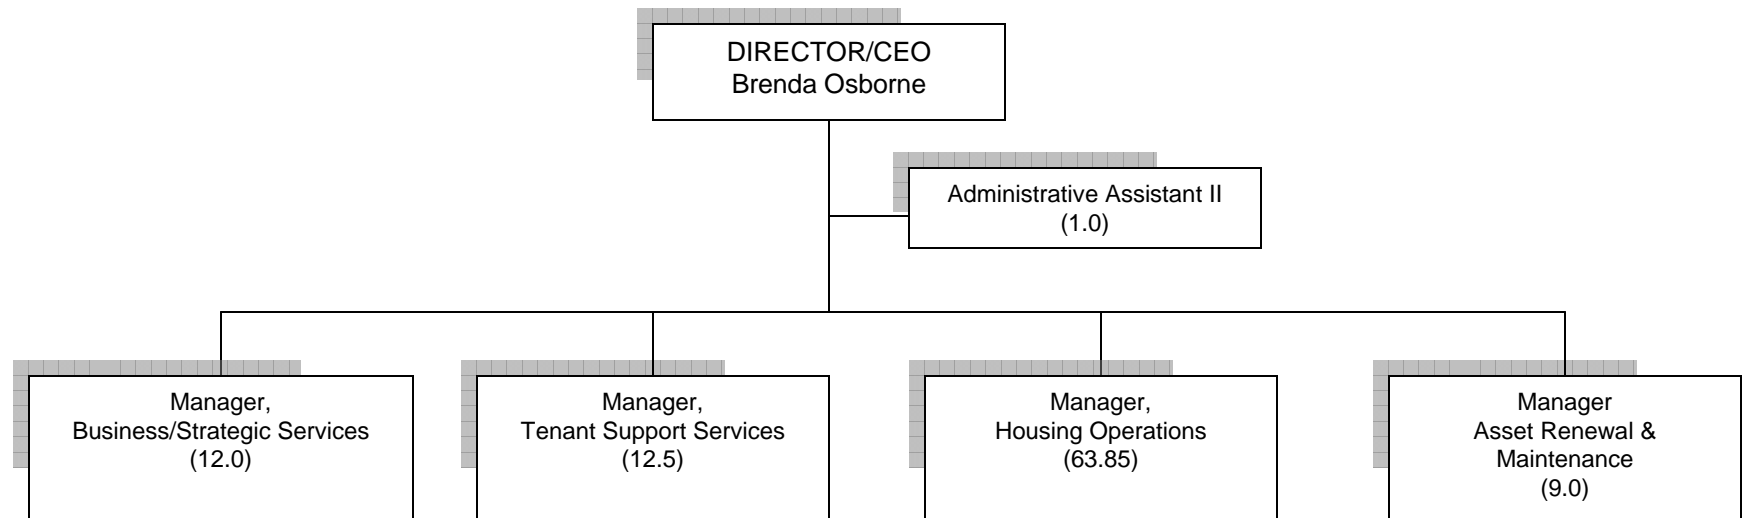 DIRECTOR/CEO
Brenda Osborne
Administrative Assistant II
(1.0)
Manager,
Business/Strategic Services
(12.0)
Manager,
Tenant Support Services
(12.5)
Manager,
Housing Operations
(63.85)
Manager
Asset Renewal &
Maintenance
(9.0)